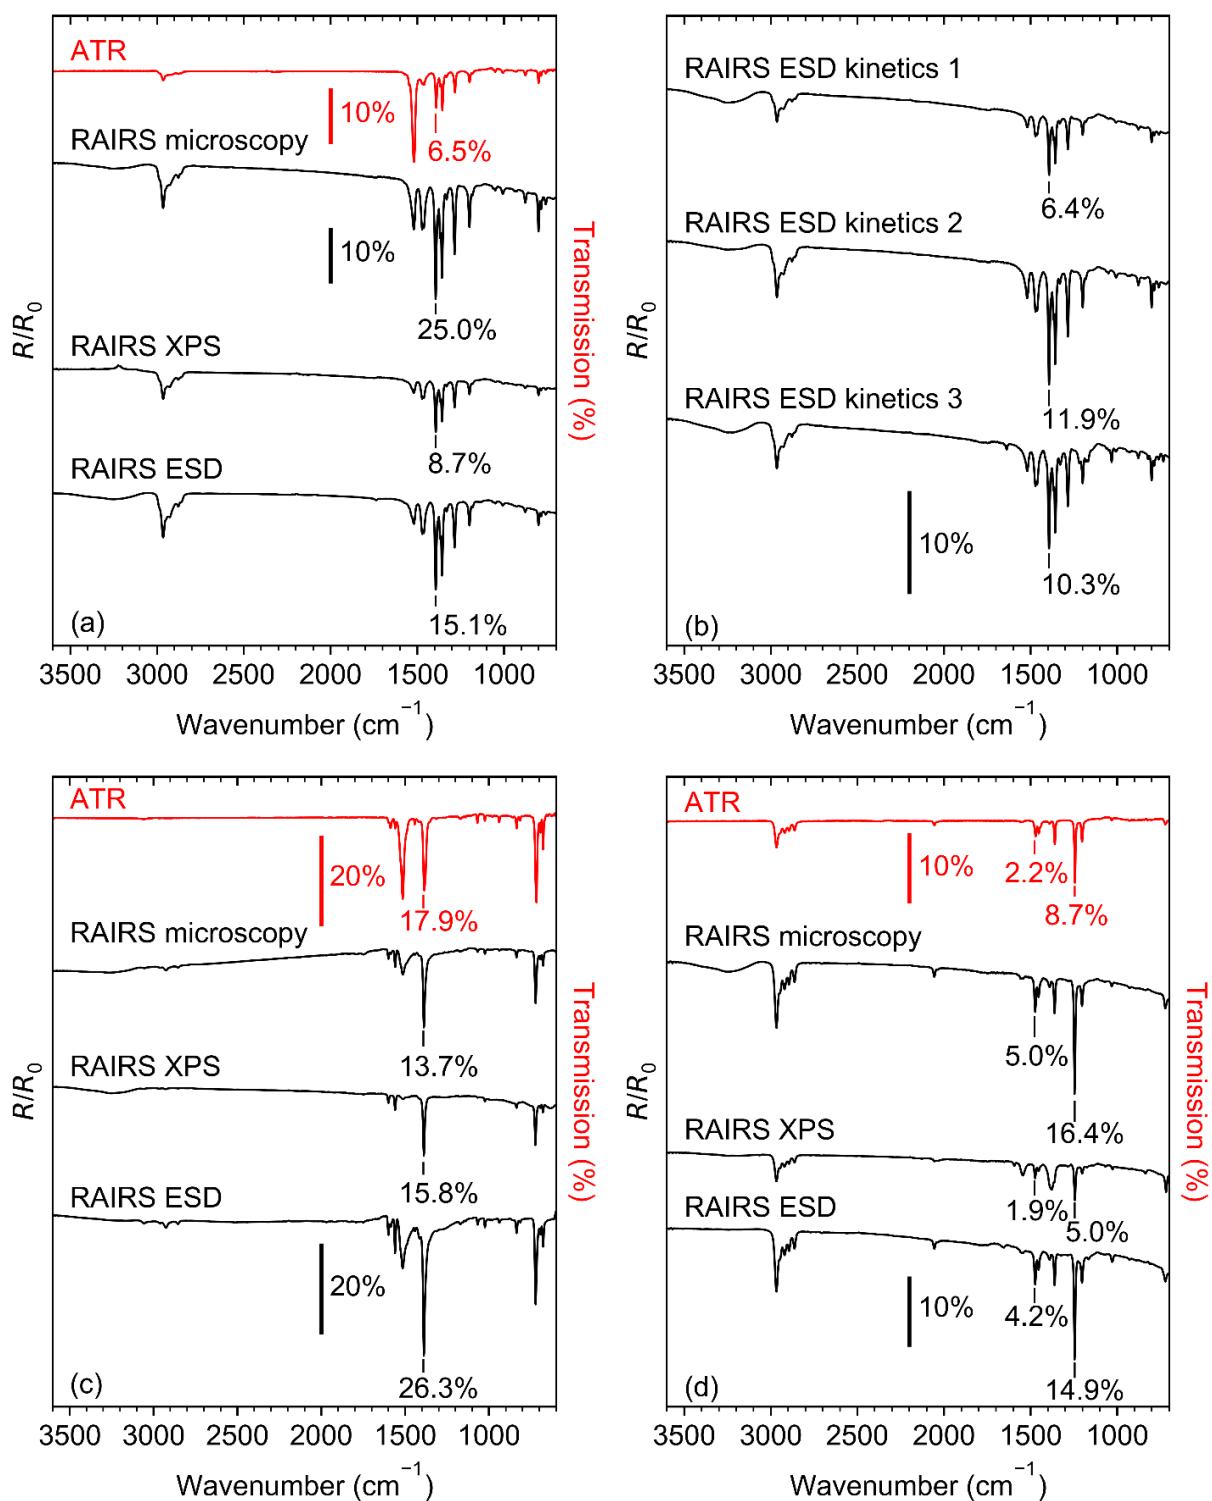 ATR
10%
6.5%
RAIRS microscopy
10%
25.0%
RAIRS XPS
8.7%
RAIRS ESD
15.1%
(a)
R/R0
Transmission (%)
3500 3000 2500 2000 1500 1000
Wavenumber (cm−1)
RAIRS ESD kinetics 1
6.4%
RAIRS ESD kinetics 2
11.9%
RAIRS ESD kinetics 3
10%
10.3%
(b)
R/R0
3500 3000 2500 2000 1500 1000
Wavenumber (cm−1)
ATR
20%
17.9%
RAIRS microscopy
13.7%
RAIRS XPS
15.8%
RAIRS ESD
20%
26.3%
(c)
R/R0
Transmission (%)
3500 3000 2500 2000 1500 1000
Wavenumber (cm−1)
ATR
10%
2.2%
8.7%
RAIRS microscopy
5.0%
16.4%
RAIRS XPS
1.9%
5.0%
RAIRS ESD
10%
4.2%
14.9%
(d)
R/R0
Transmission (%)
3500 3000 2500 2000 1500 1000
Wavenumber (cm−1)